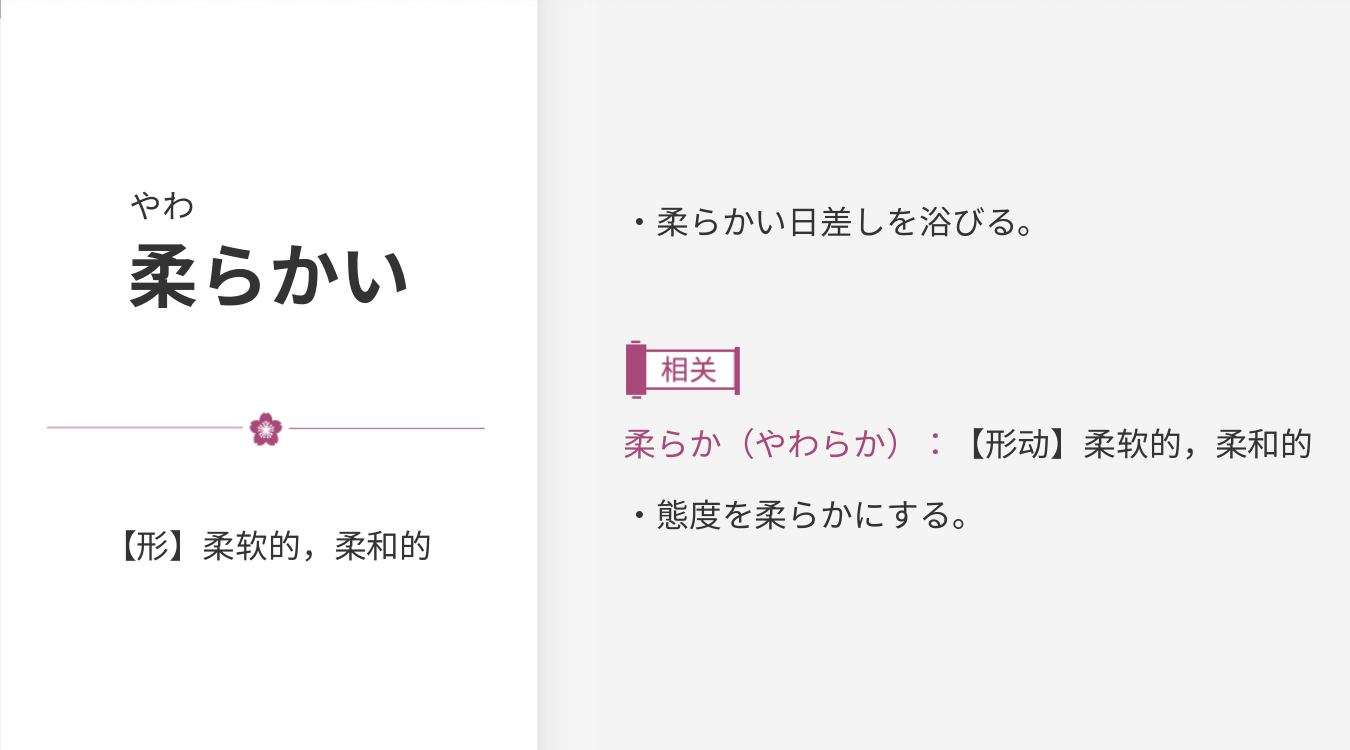 やわ
柔らかい
【形】柔软的，柔和的
・柔らかい日差しを浴びる。
相关
柔らか（やわらか）：【形动】柔软的，柔和的
・態度を柔らかにする。